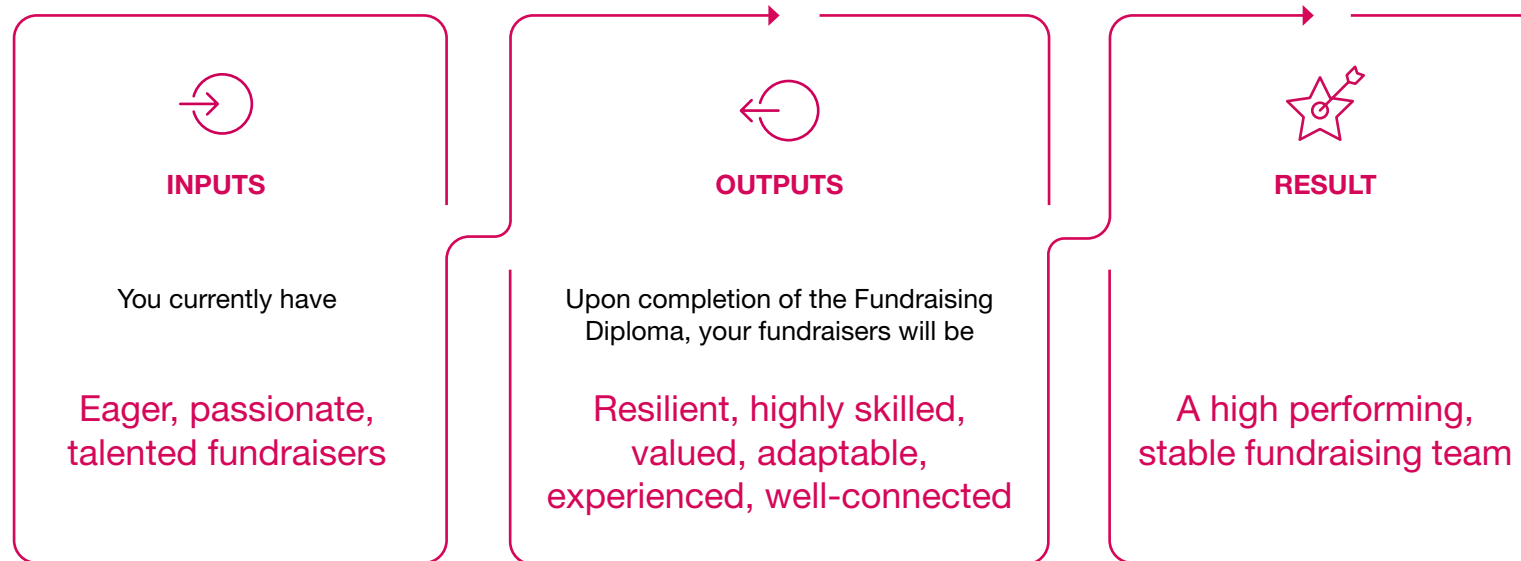 INPUTS
You currently have
Eager, passionate,
talented fundraisers
OUTPUTS
Upon completion of the Fundraising
Diploma, your fundraisers will be
Resilient, highly skilled,
valued, adaptable,
experienced, well-connected
RESULT
A high performing,
stable fundraising team